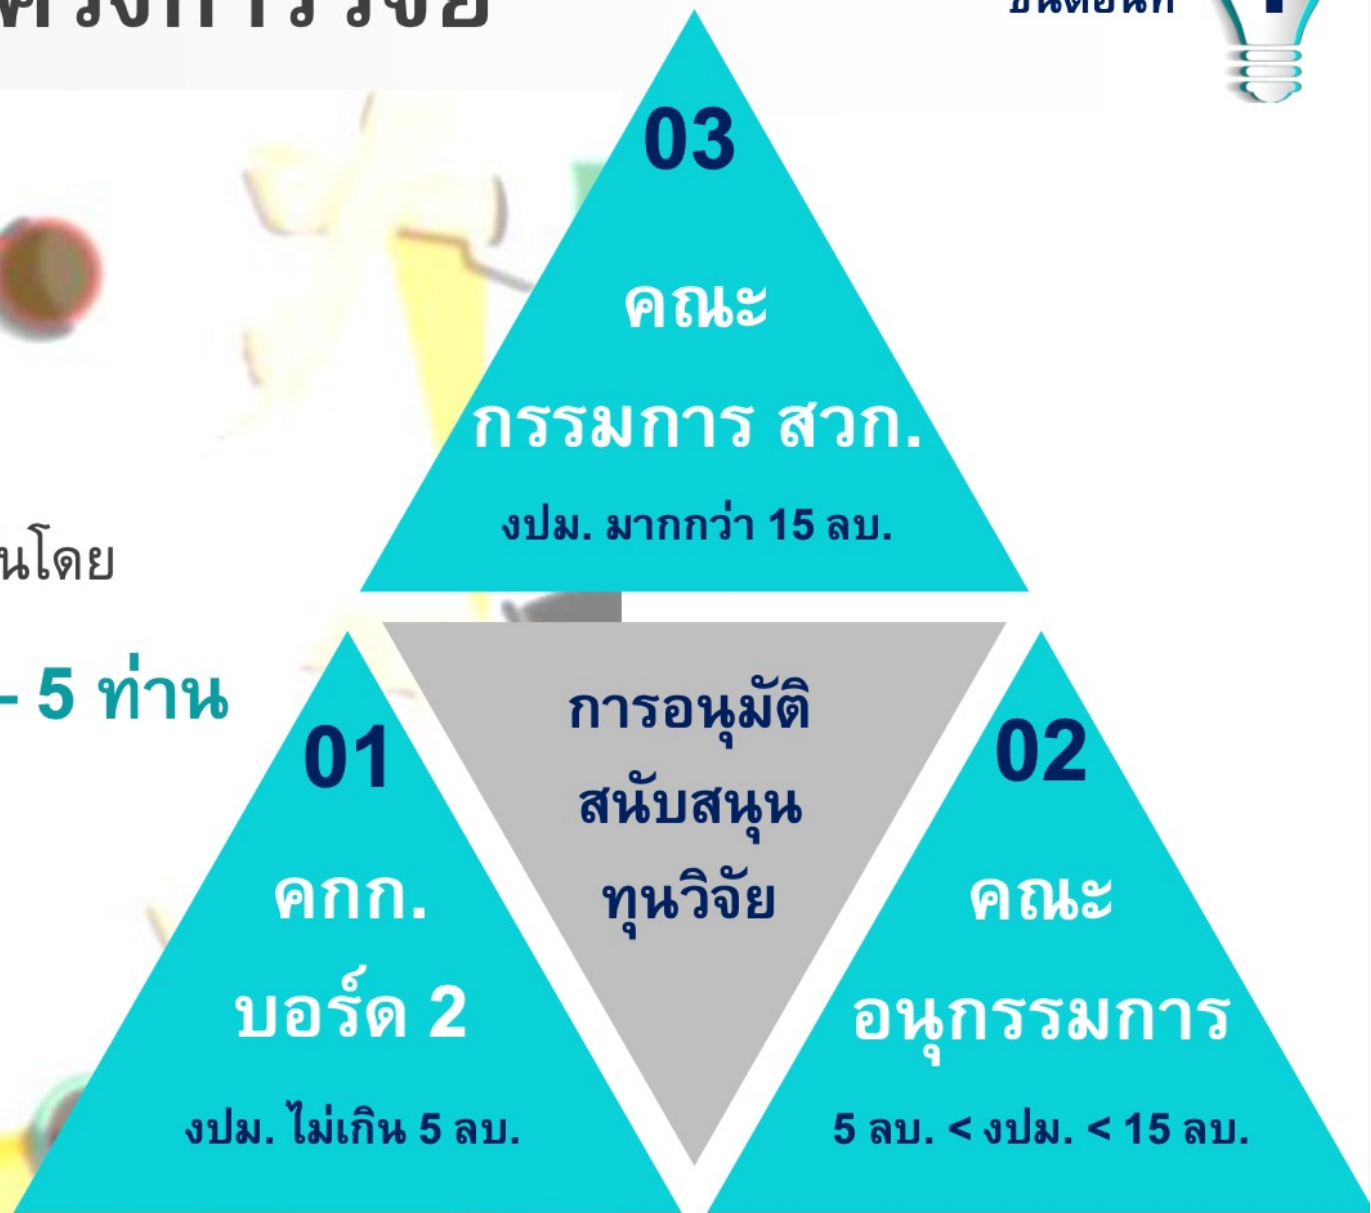 03
คณะ
กรรมการ สวก.
งปม. มากกว่า 15 ลบ.
นโดย
- 5 ท่าน
01
คกก.
บอร์ด 2
งปม. ไม่เกิน 5 ลบ.
การอนุมัติ
สนับสนุน
ทุนวิจัย
02
คณะ
อนุกรรมการ
5 ลบ. < งปม. < 15 ลบ.